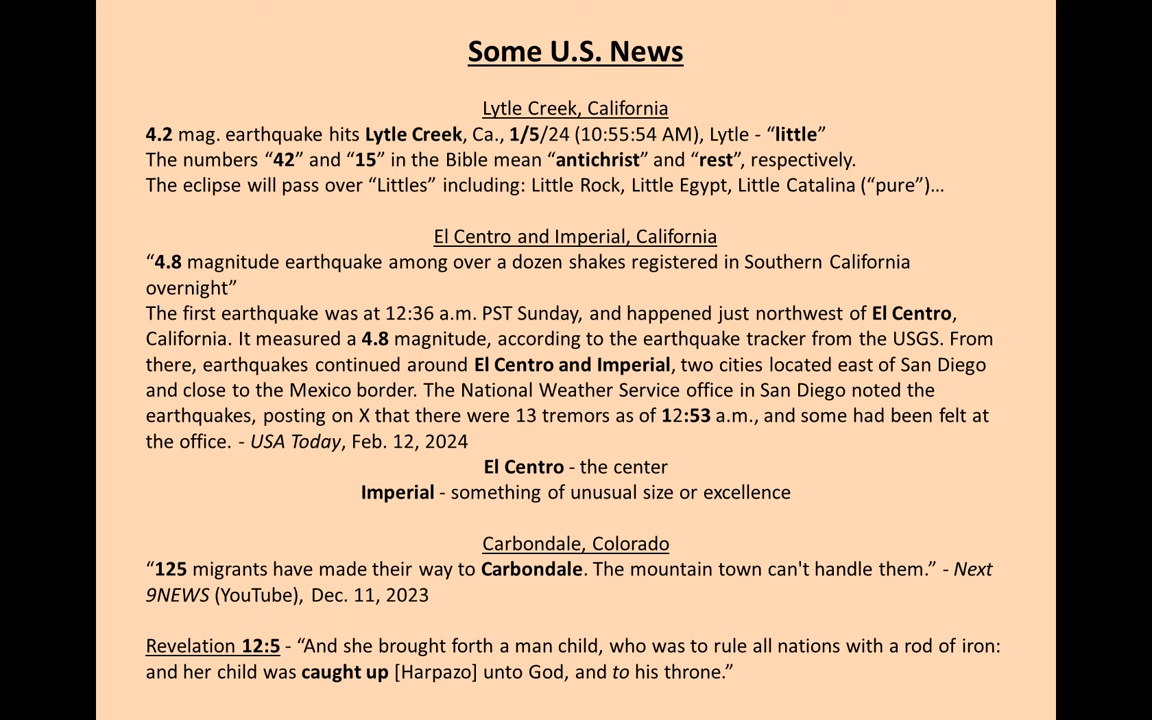 Some U.S. News
Lytle Creek, California
4.2 mag. earthquake hits Lytle Creek, Ca., 1/5/24 (10:55:54 AM), Lytle - “little”
The numbers “42” and “15” in the Bible mean “antichrist” and “rest”, respectively.
The eclipse will pass over “Littles” including: Little Rock, Little Egypt, Little Catalina (“pure”)…
El Centro and Imperial, California
“4.8 magnitude earthquake among over a dozen shakes registered in Southern California
overnight”
The first earthquake was at 12:36 a.m. PST Sunday, and happened just northwest of El Centro,
California. It measured a 4.8 magnitude, according to the earthquake tracker from the USGS. From
there, earthquakes continued around El Centro and Imperial, two cities located east of San Diego
and close to the Mexico border. The National Weather Service office in San Diego noted the
earthquakes, posting on X that there were 13 tremors as of 12:53 a.m., and some had been felt at
the office. - USA Today, Feb. 12, 2024
El Centro - the center
Imperial - something of unusual size or excellence
Carbondale, Colorado
“125 migrants have made their way to Carbondale. The mountain town can't handle them.” - Next
9NEWS (YouTube), Dec. 11, 2023
Revelation 12:5 - “And she brought forth a man child, who was to rule all nations with a rod of iron:
and her child was caught up [Harpazo] unto God, and to his throne.”